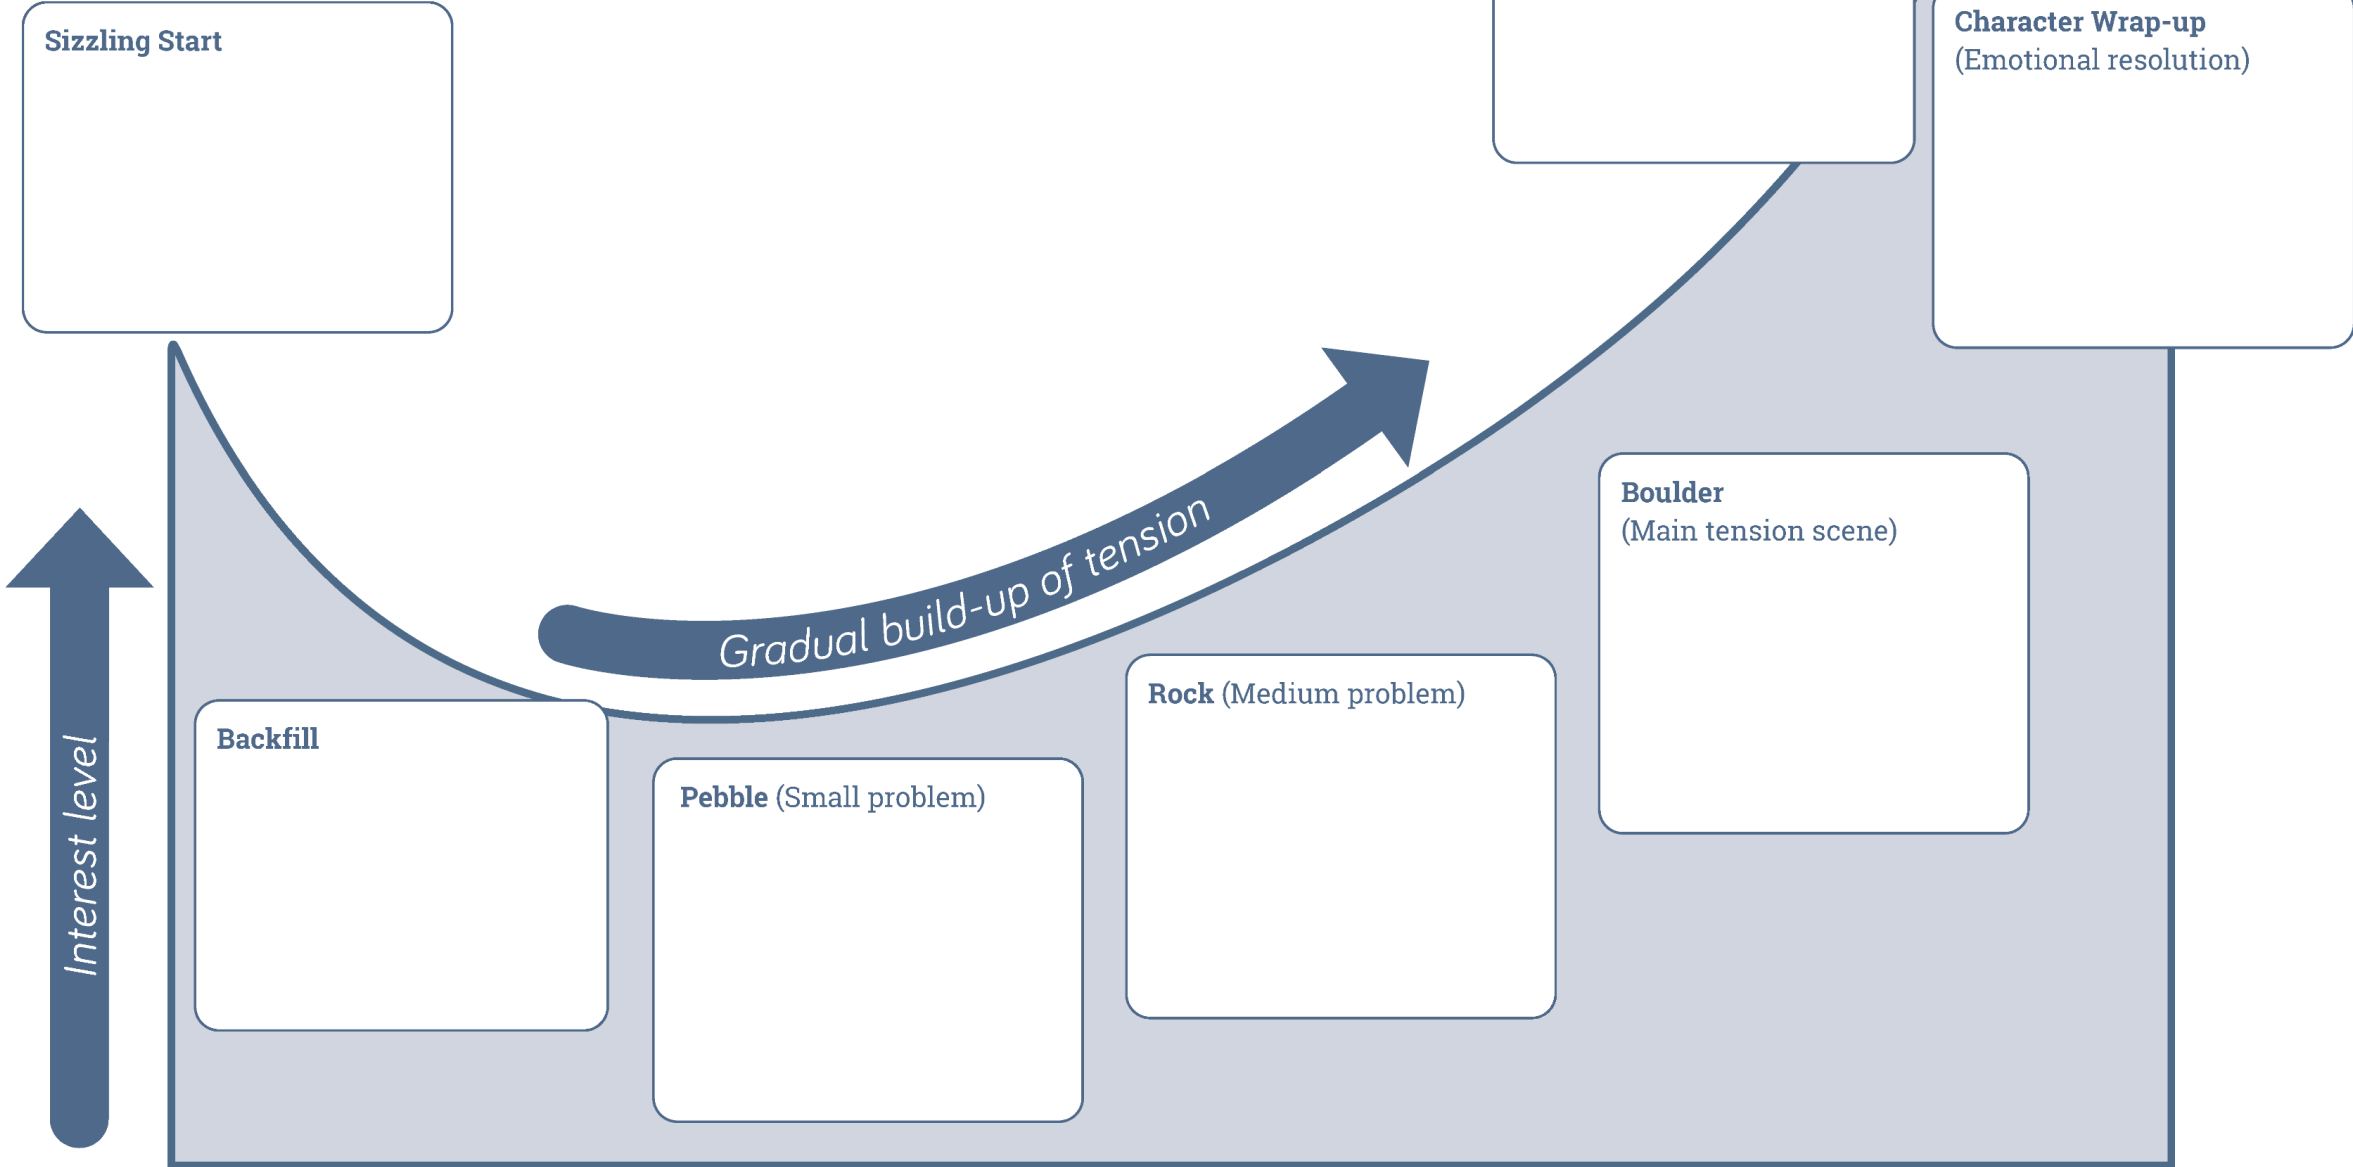 Sizzling Start
Character Wrap-up
(Emotional resolution)
Gradual build-up of tension
Boulder
(Main tension scene)
Rock (Medium problem)
Backfill
Pebble (Small problem)
Interest level